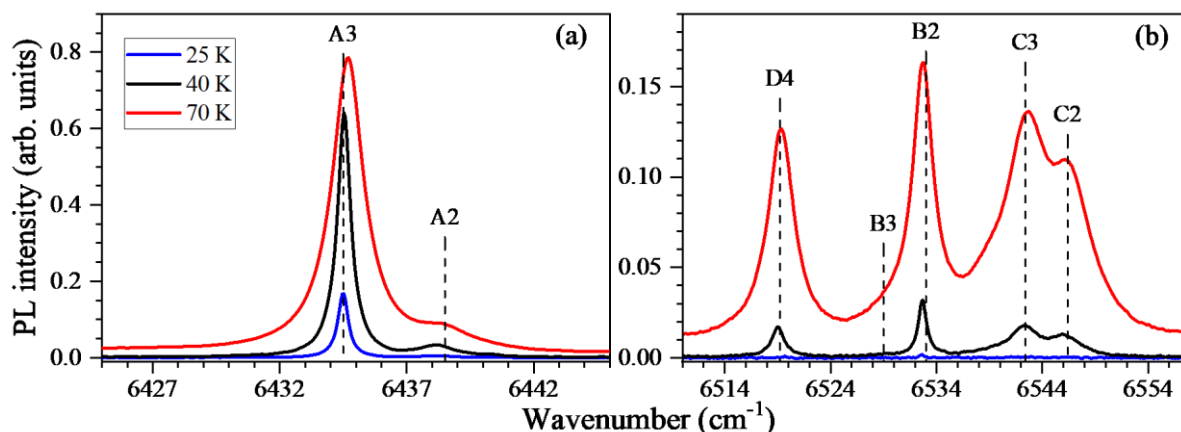 A3
(a)
25 K
40 K
70 K
A2
PL intensity (arb. units)
0.8
0.6
0.4
0.2
0.0
6427
6432
6437
6442
B2
C3
(b)
D4
C2
B3
0.15
0.10
0.05
0.00
6514
6524
6534
6544
6554
Wavenumber (cm⁻¹)